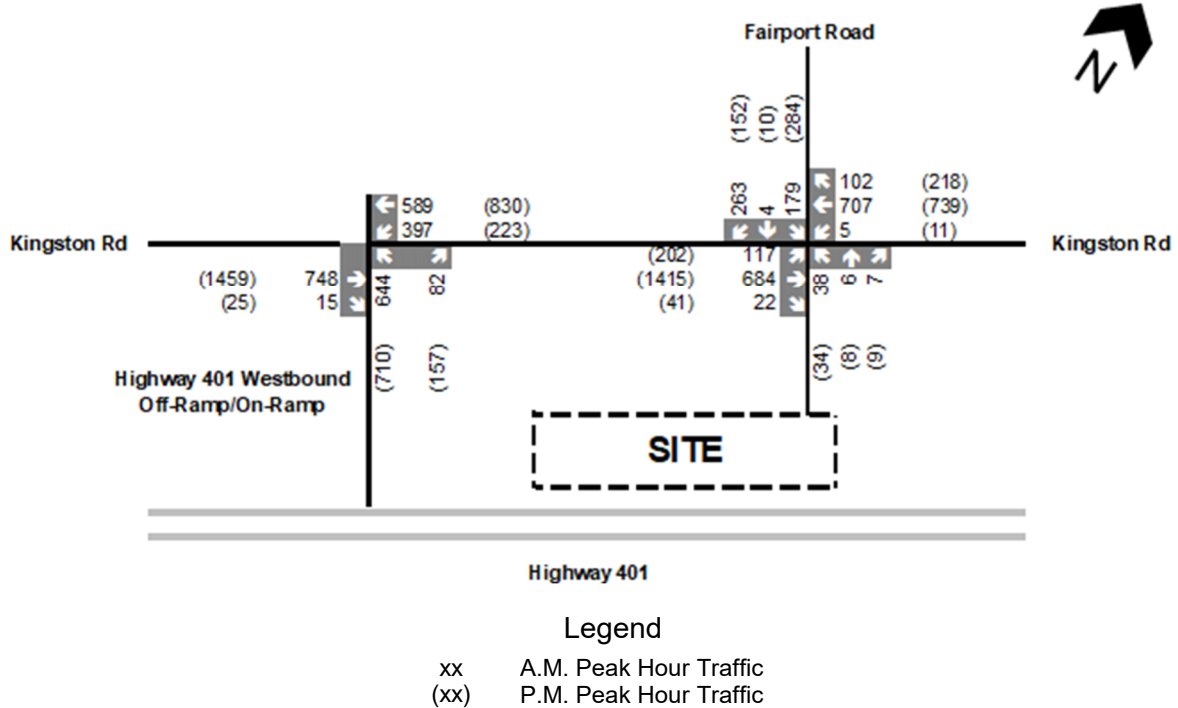 Fairport Road
N
(152)
(10)
(284)
263
4
179
102 (218)
707 (739)
5 (11)
589 (830)
397 (223)
Kingston Rd
Kingston Rd
(1459) 748
(25) 15
644
82
(710)
(157)
(202) 117
(1415) 684
(41) 22
38
6
7
(34)
(8)
(9)
Highway 401 Westbound
Off-Ramp/On-Ramp
SITE
Highway 401
Legend
xx A.M. Peak Hour Traffic
(xx) P.M. Peak Hour Traffic